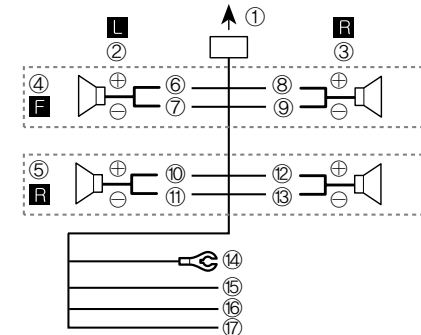 ①
L R
② ③
④ ⊕ ⑥ ⑧ ⊕
F ⊖ ⑦ ⑨ ⊖
⑤ ⊕ ⑩ ⑫ ⊕
R ⊖ ⑪ ⑬ ⊖
⑭
⑮
⑯
⑰